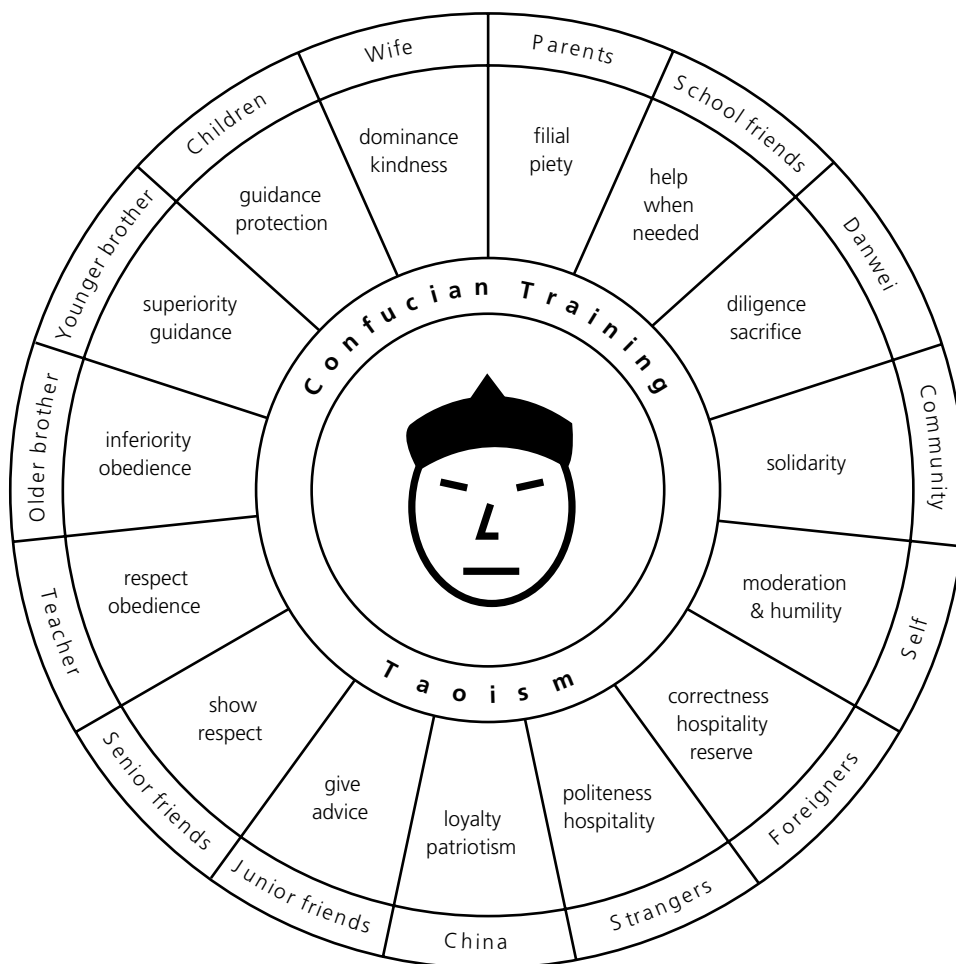 Wife
Parents
School friends
Danwei
Community
Self
Foreigners
Strangers
China
Junior friends
Senior friends
Teacher
Older brother
Younger brother
Children
dominance
kindness
filial
piety
help
when
needed
diligence
sacrifice
solidarity
moderation
& humility
correctness
hospitality
reserve
politeness
hospitality
loyalty
patriotism
give
advice
show
respect
respect
obedience
inferiority
obedience
superiority
guidance
guidance
protection
Confucian Training
Taoism